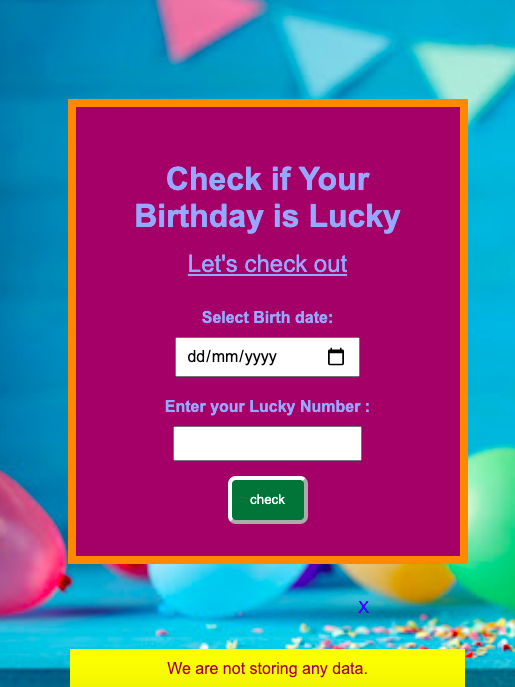 Check if Your
Birthday is Lucky
Let's check out
Select Birth date:
dd/mm/yyyy
Enter your Lucky Number :
check
x
We are not storing any data.